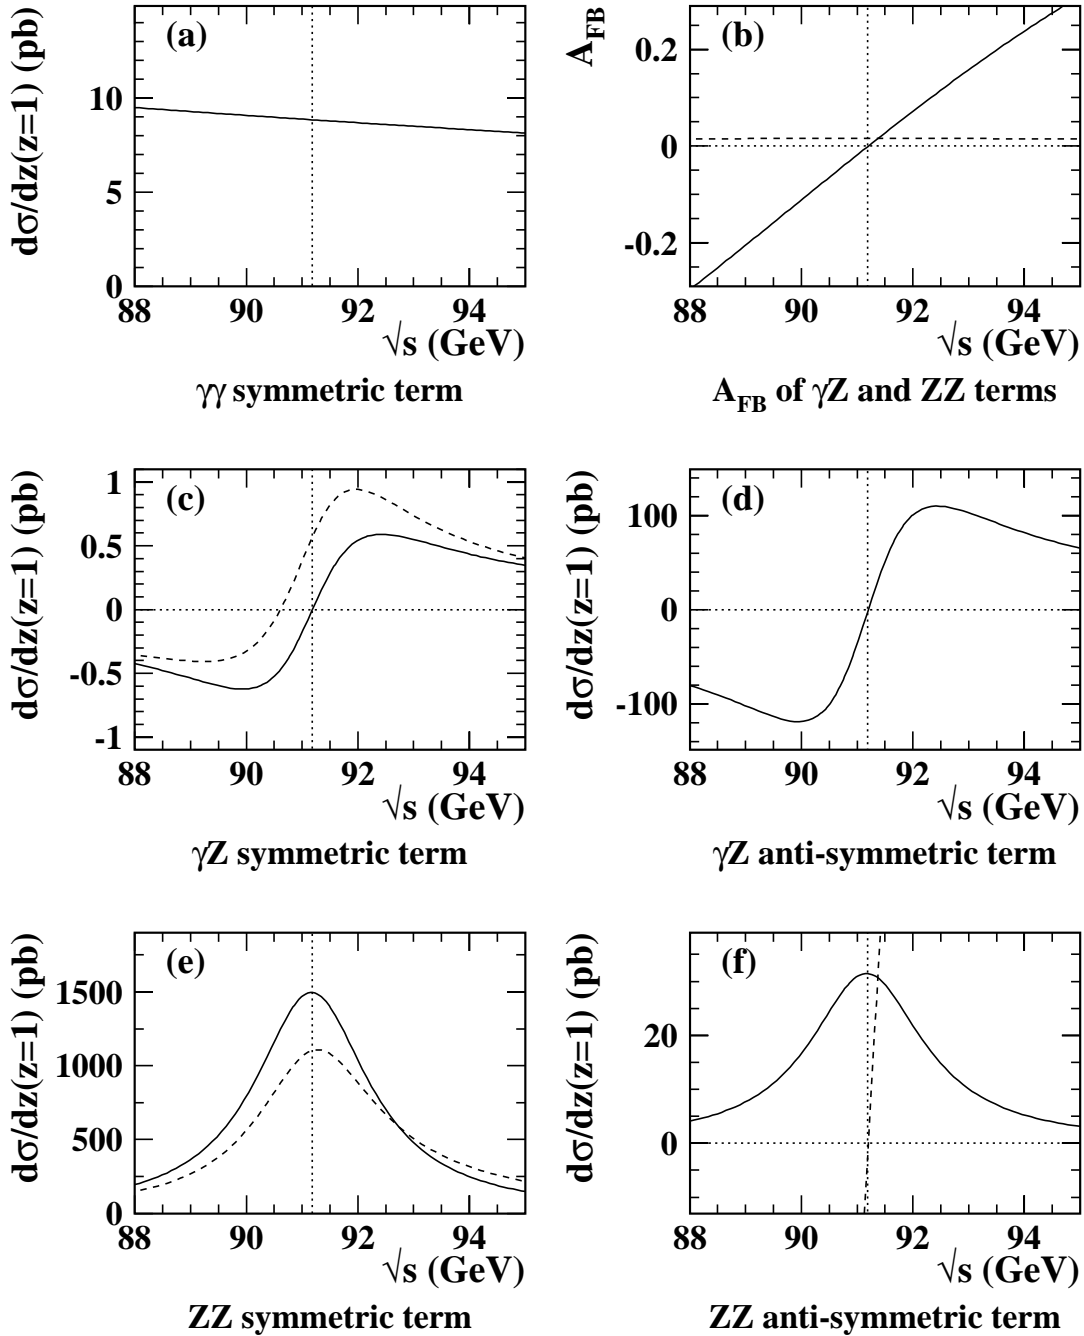 (a)
dσ/dz(z=1) (pb)
10
5
0
88 90 92 94
√s (GeV)
γγ symmetric term
(b)
A_FB
0.2
0
-0.2
88 90 92 94
√s (GeV)
A_FB of γZ and ZZ terms
(c)
dσ/dz(z=1) (pb)
1
0.5
0
-0.5
-1
88 90 92 94
√s (GeV)
γZ symmetric term
(d)
dσ/dz(z=1) (pb)
100
0
-100
88 90 92 94
√s (GeV)
γZ anti-symmetric term
(e)
dσ/dz(z=1) (pb)
1500
1000
500
0
88 90 92 94
√s (GeV)
ZZ symmetric term
(f)
dσ/dz(z=1) (pb)
20
0
88 90 92 94
√s (GeV)
ZZ anti-symmetric term